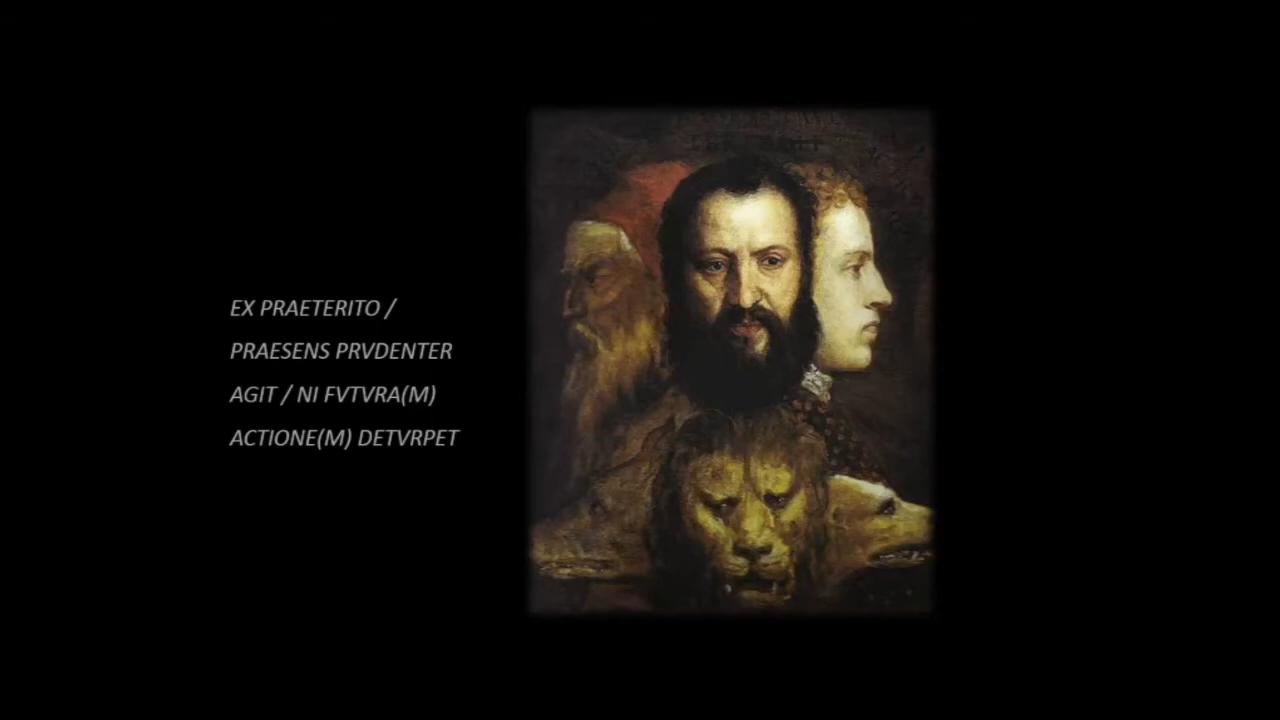 EX PRAETERITO /
PRAESENS PRVDENTER
AGIT / NI FVTVRA(M)
ACTIONE(M) DETVRPET